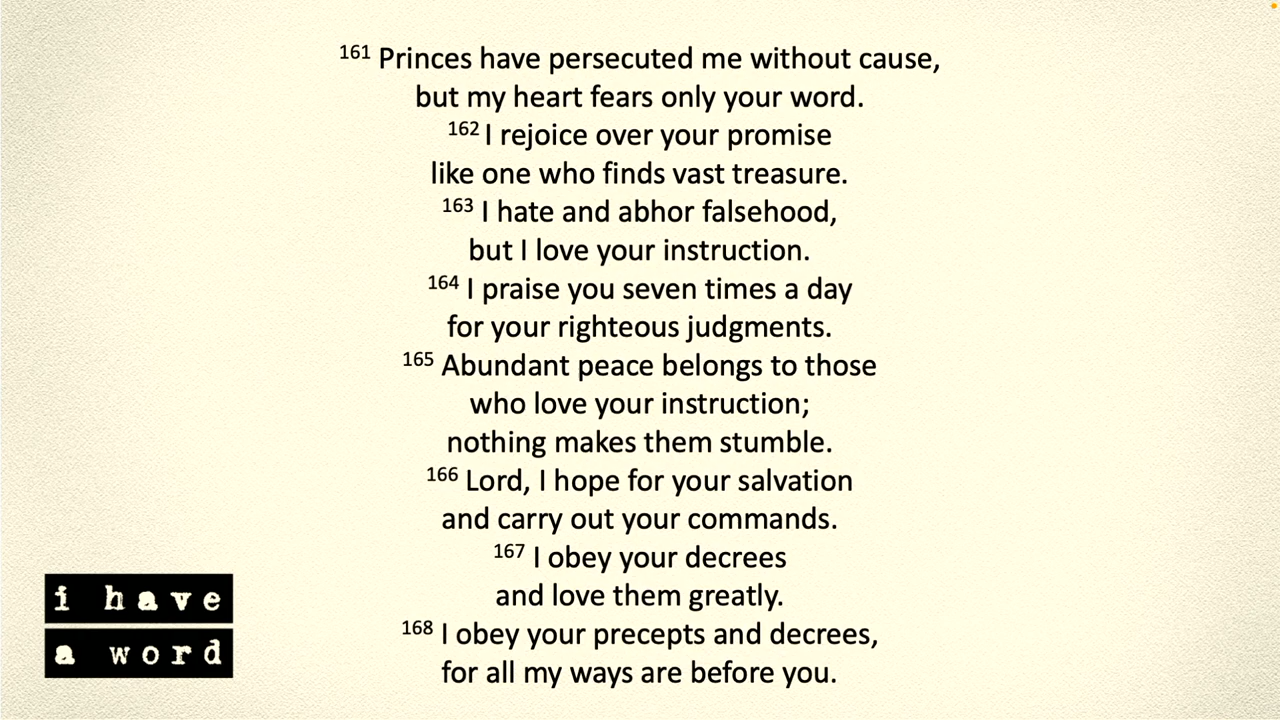 161 Princes have persecuted me without cause,
but my heart fears only your word.
162 I rejoice over your promise
like one who finds vast treasure.
163 I hate and abhor falsehood,
but I love your instruction.
164 I praise you seven times a day
for your righteous judgments.
165 Abundant peace belongs to those
who love your instruction;
nothing makes them stumble.
166 Lord, I hope for your salvation
and carry out your commands.
167 I obey your decrees
and love them greatly.
168 I obey your precepts and decrees,
for all my ways are before you.
i have
a word